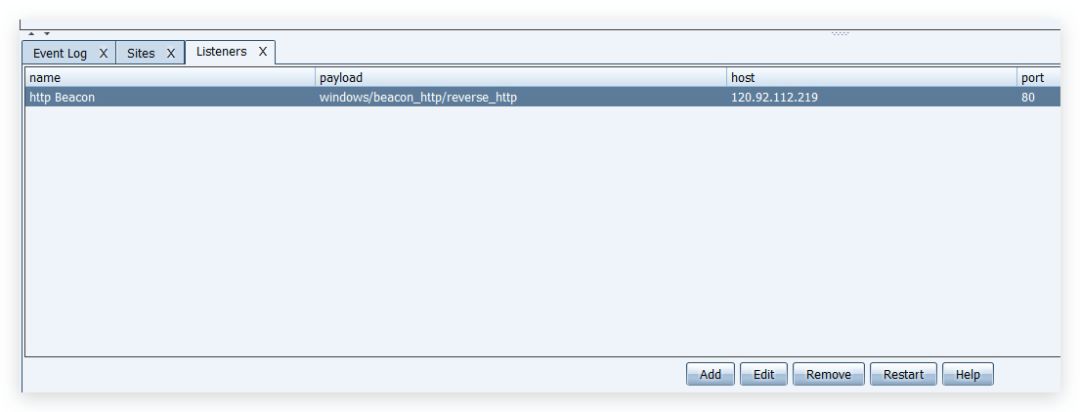 Event Log X Sites X Listeners X
name payload host port
http Beacon windows/beacon_http/reverse_http 120.92.112.219 80
Add Edit Remove Restart Help